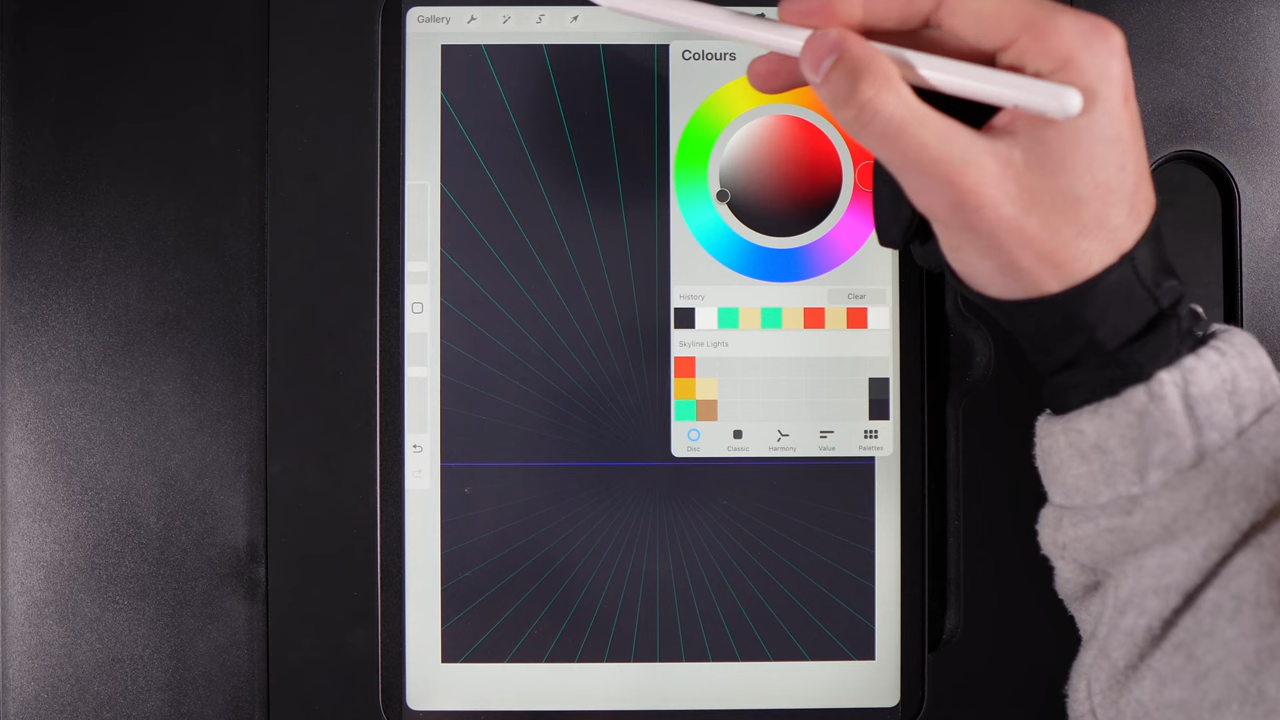 Gallery
Colours
History Clear
Skyline Lights
Disc Classic Harmony Value Palettes